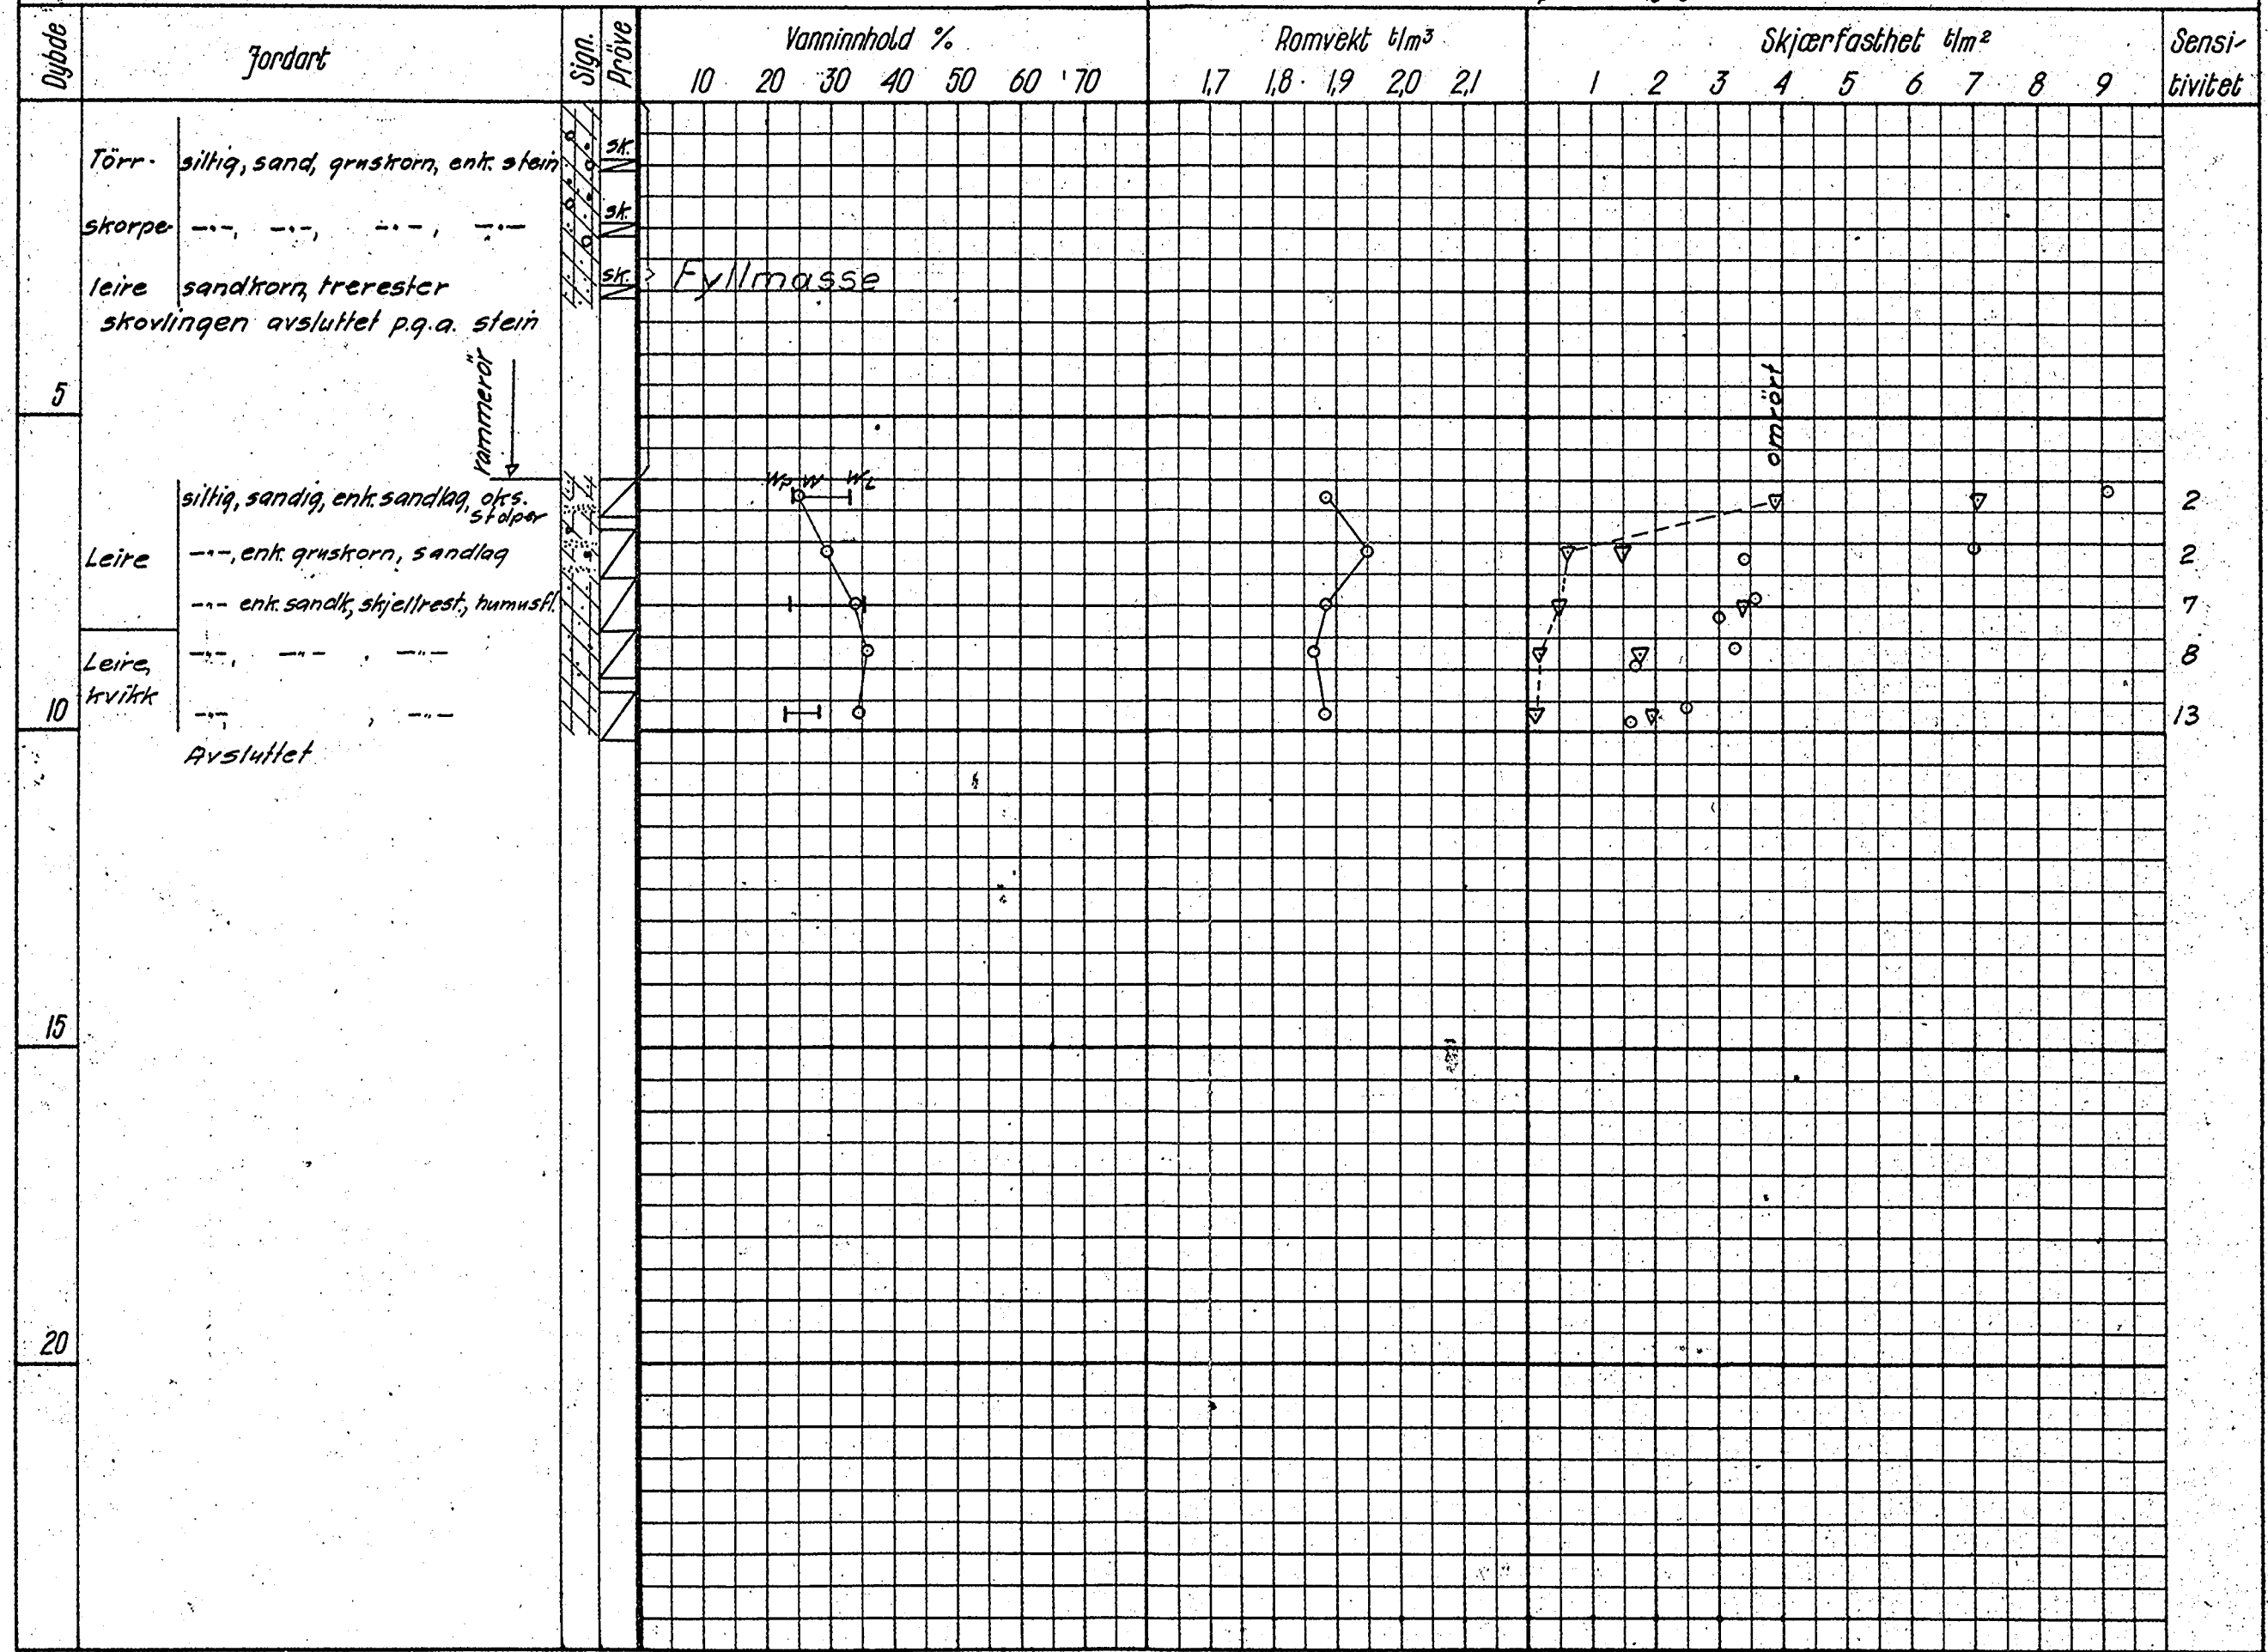 Dybde Jordart Sign. Pröve Vanninnhold % Romvekt t/m³ Skjærfasthet t/m² Sensi-
10 20 30 40 50 60 70 1,7 1,8 1,9 2,0 2,1 1 2 3 4 5 6 7 8 9 tivitet
Törr- siltig, sand, gruskorn, enk. stein sk.
skorpe -"-, -"-, -"-, -"- sk.
leire sandkorn, trerester sk. Fyllmasse
skovlingen avsluttet p.g.a. stein
rammerör
5
omrört
Wp W WL
siltig, sandig, enk. sandlag, oks. 2
stolper
Leire -"-, enk. gruskorn, sandlag 2
-"- enk. sandk, skjellrest, humusfl. 7
Leire, -"-, -"- , -"- 8
kvikk
10 -"-, , -"- 13
Avsluttet
15
20